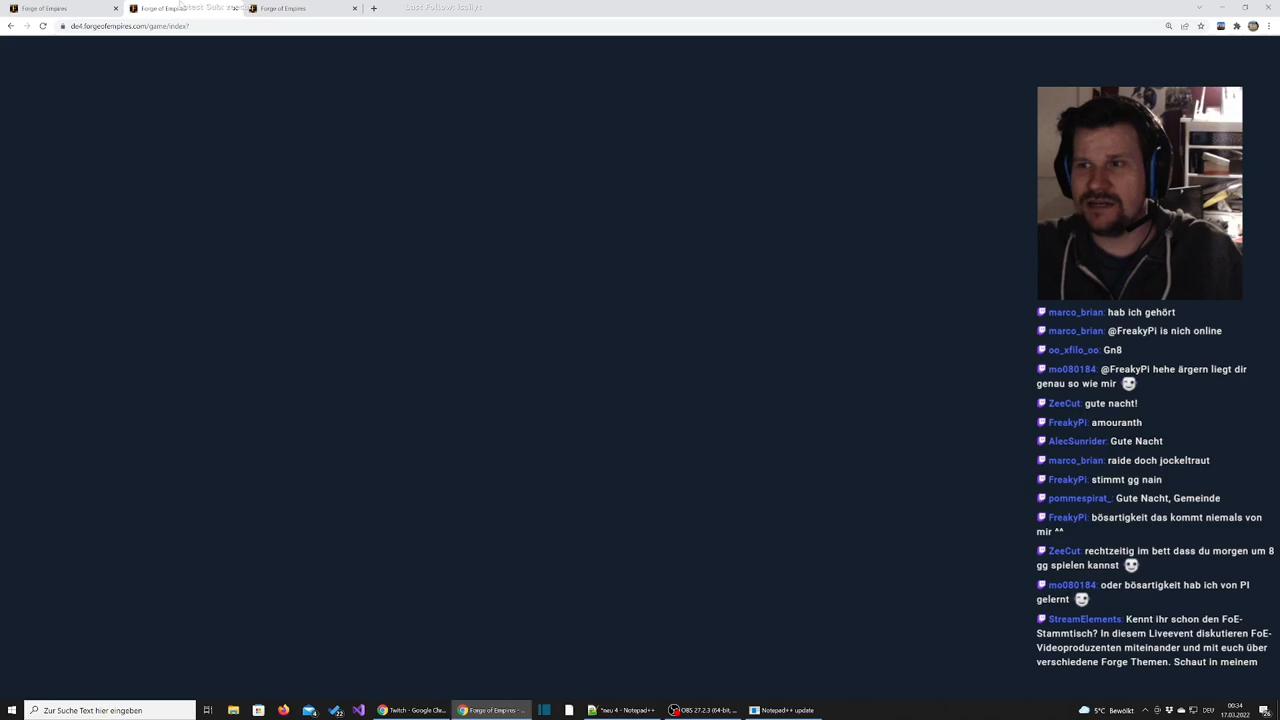 Forge of Empires
Forge of Empires
Forge of Empires
Last Follow: iseilys
de4.forgeofempires.com/game/index?
marco_brian: hab ich gehört
marco_brian: @FreakyPi is nich online
oo_xfilo_oo: Gn8
mo080184: @FreakyPi hehe ärgern liegt dir
genau so wie mir
ZeeCut: gute nacht!
FreakyPi: amouranth
AlecSunrider: Gute Nacht
marco_brian: raide doch jockeltraut
FreakyPi: stimmt gg nain
pommespirat_: Gute Nacht, Gemeinde
FreakyPi: bösartigkeit das kommt niemals von
mir ^^
ZeeCut: rechtzeitig im bett dass du morgen um 8
gg spielen kannst
mo080184: oder bösartigkeit hab ich von PI
gelernt
StreamElements: Kennt ihr schon den FoE-
Stammtisch? In diesem Liveevent diskutieren FoE-
Videoproduzenten miteinander und mit euch über
verschiedene Forge Themen. Schaut in meinem
Zur Suche Text hier eingeben
4
22
Twitch - Google Chr...
Forge of Empires - ...
*neu 4 - Notepad++
OBS 27.2.3 (64-bit, ...
Notepad++ update
5°C Bewölkt
DEU
00:34
17.03.2022
26